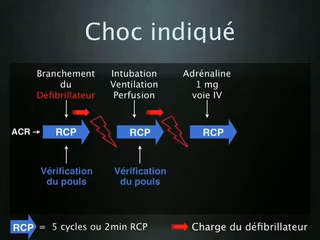 Choc indiqué
Branchement
du
Défibrillateur
Intubation
Ventilation
Perfusion
Adrénaline
1 mg
voie IV
ACR
RCP
RCP
RCP
Vérification
du pouls
Vérification
du pouls
RCP = 5 cycles ou 2min RCP
Charge du défibrillateur